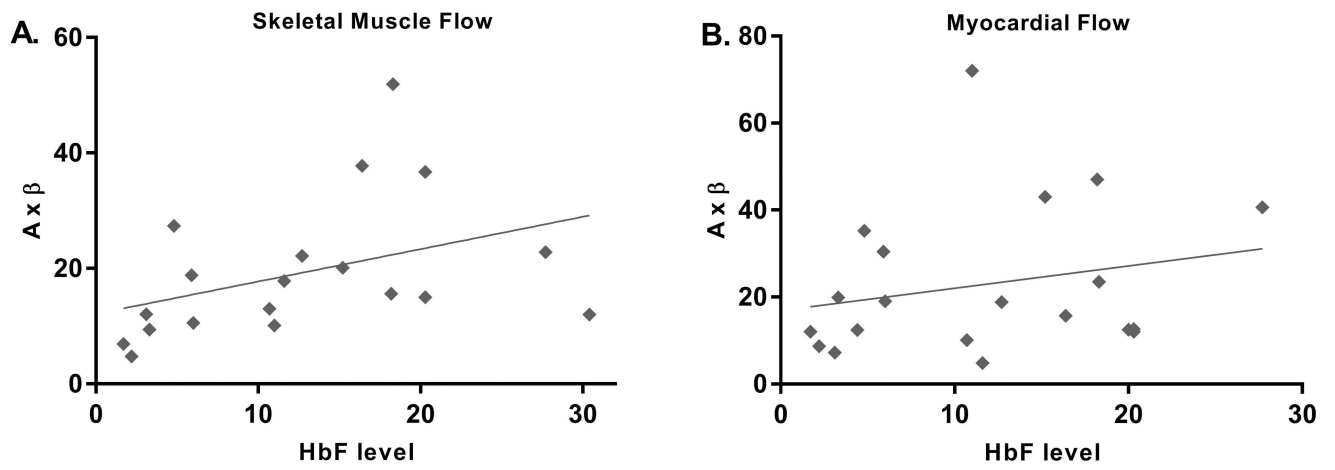 A.
Skeletal Muscle Flow
60
40
20
0
A x β
0 10 20 30
HbF level
B.
Myocardial Flow
80
60
40
20
0
A x β
0 10 20 30
HbF level